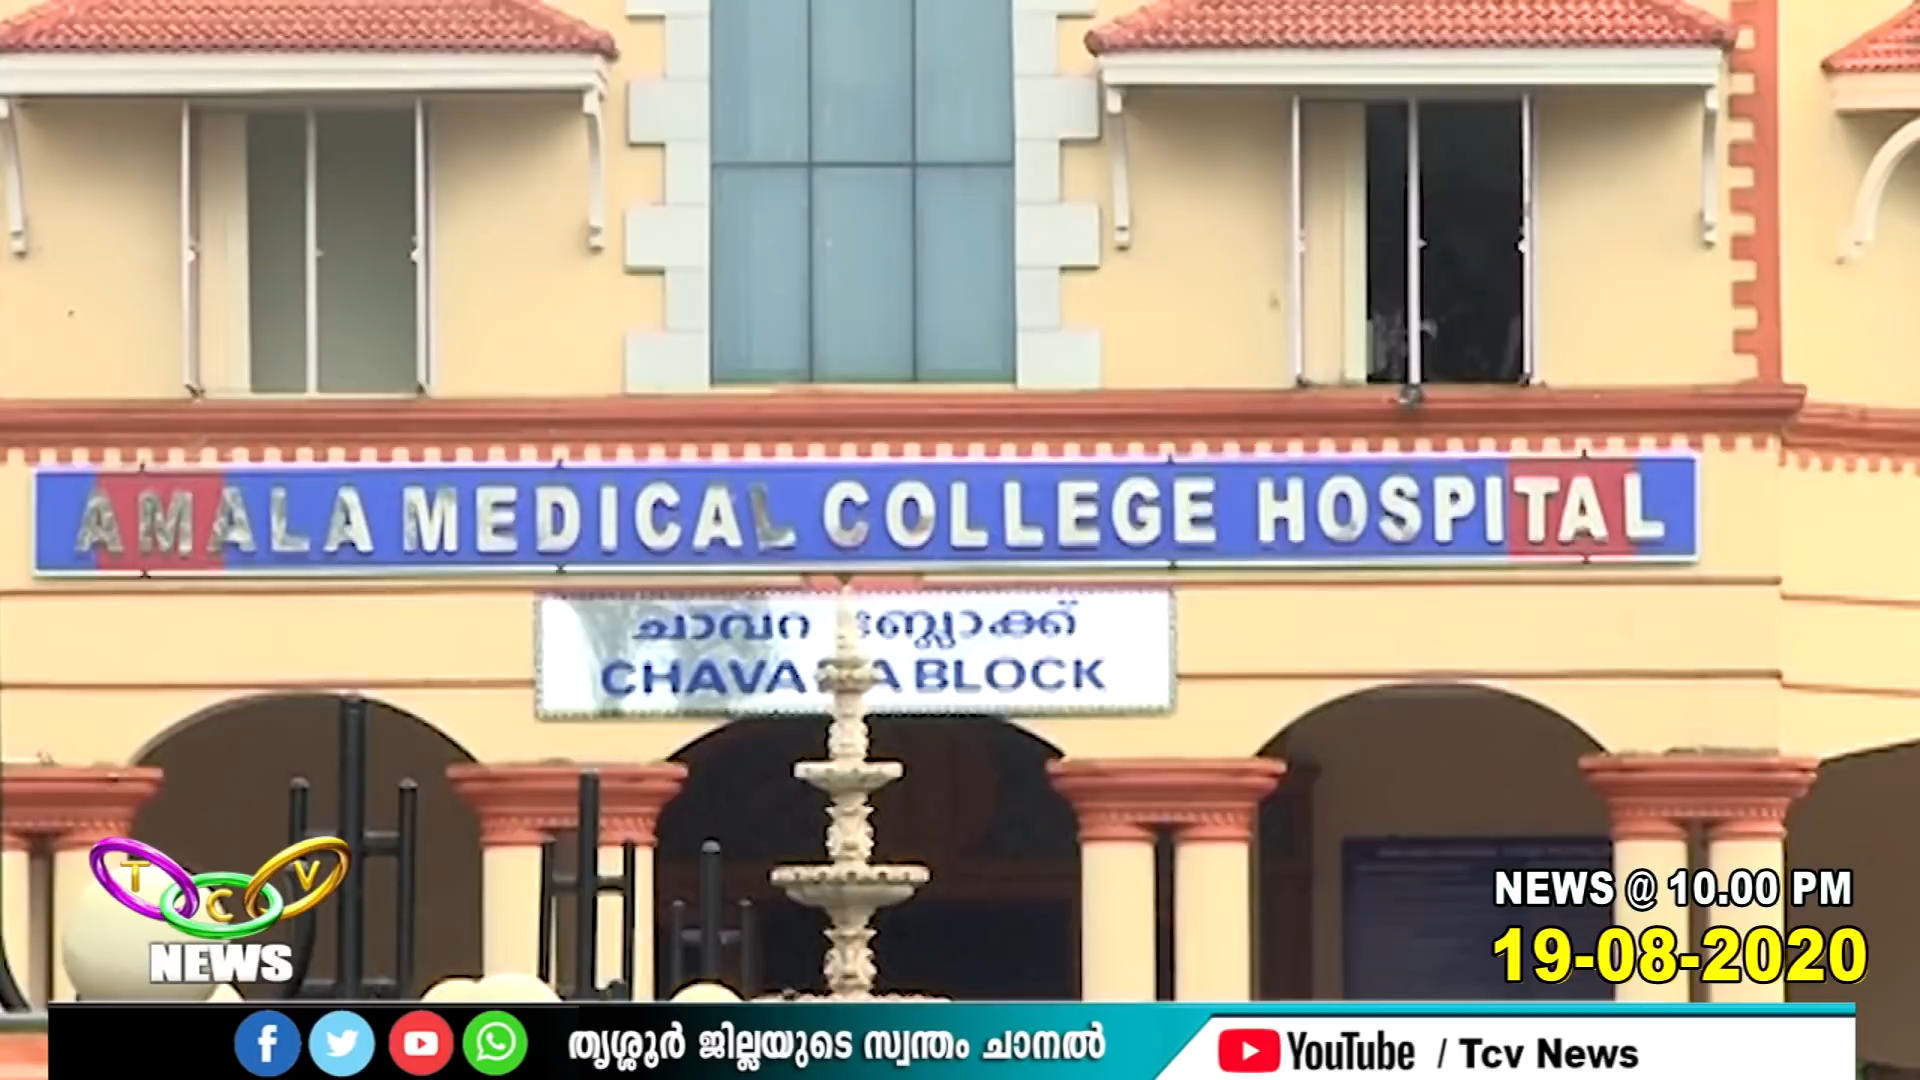 AMALA MEDICAL COLLEGE HOSPITAL
ചാവറ ബ്ലോക്ക്
CHAVARA BLOCK
T C V
NEWS
NEWS @ 10.00 PM
19-08-2020
തൃശ്ശൂർ ജില്ലയുടെ സ്വന്തം ചാനൽ
YouTube / Tcv News